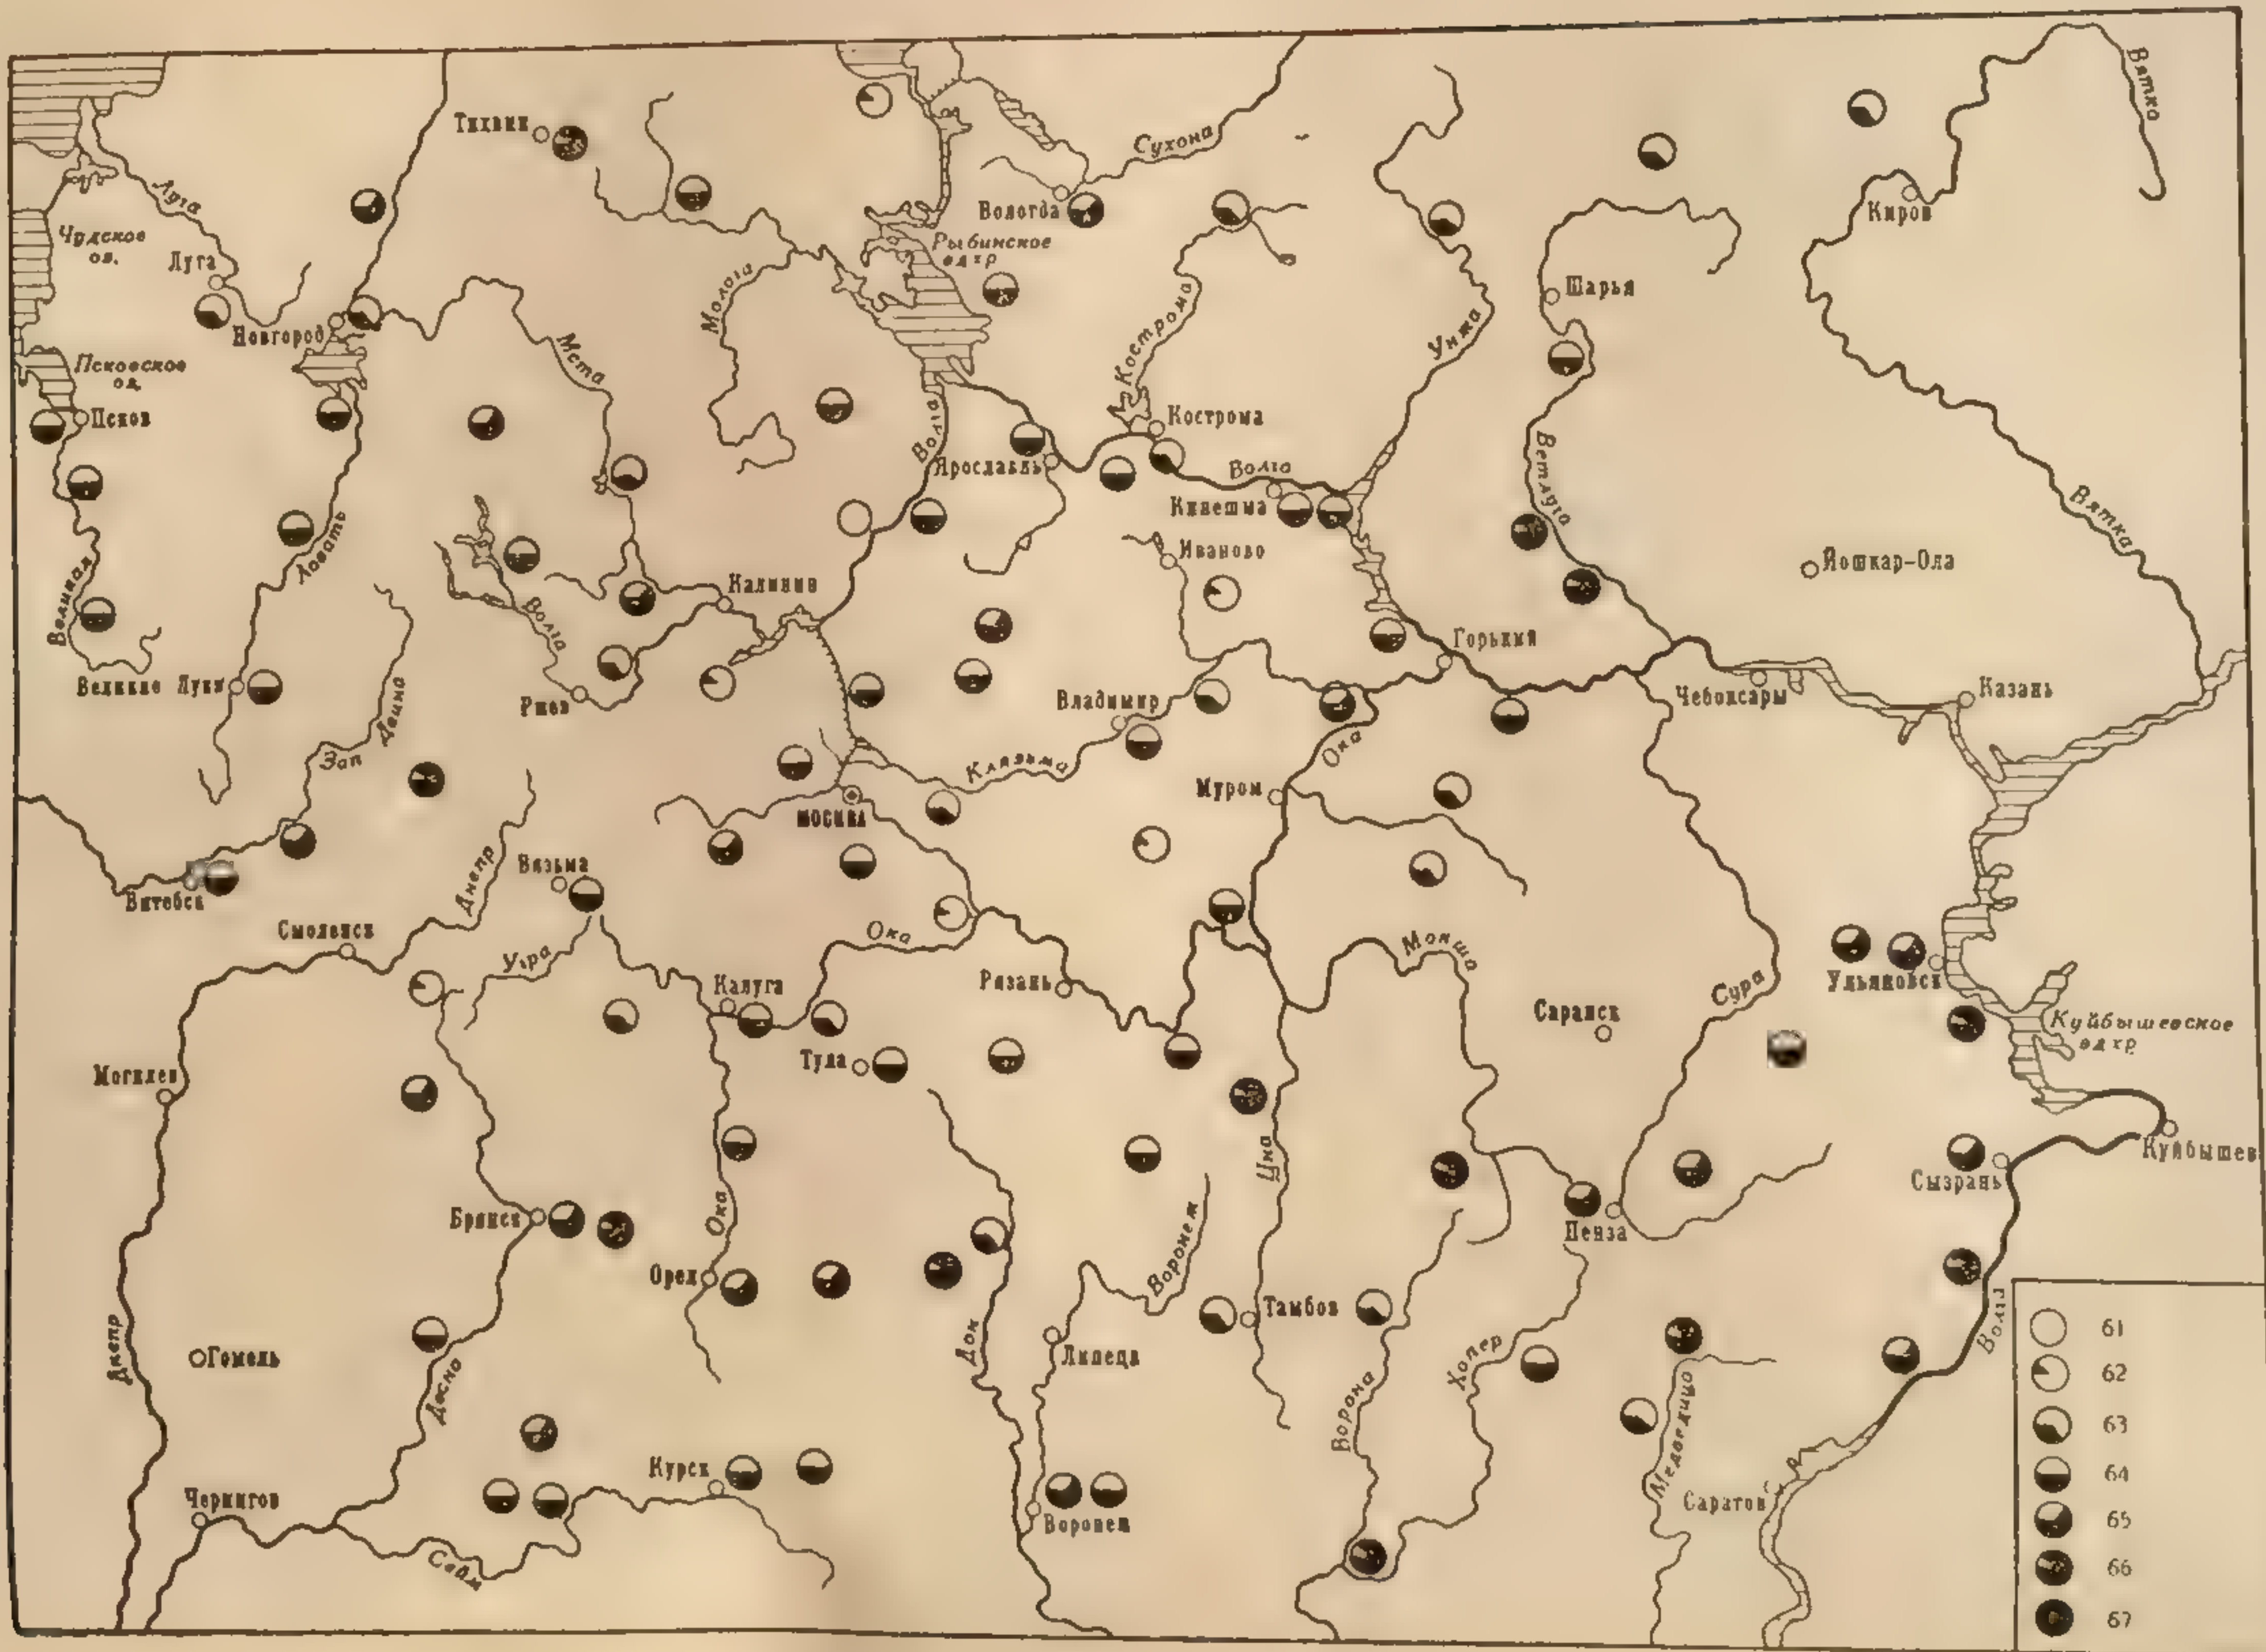 Тихвин
Вятка
Сухона
Луга
Вологда
Киров
Чудское
оз.
Рыбинское
вдхр
Луга
Молога
Шарья
Новгород
Кострома
Унжа
Мста
Псковское
оз.
Псков
Волга
Кострома
Ярославль
Волга
Кинешма
Ветлуга
Вятка
Ловать
Иваново
Йошкар-Ола
Великая
Волга
Калинин
Горький
Великие Луки
Двина
Ржев
Владимир
Чебоксары
Казань
Зап
Клязьма
Ока
Муром
Москва
Днепр
Вязьма
Витебск
Смоленск
Ока
Мокша
Угра
Калуга
Рязань
Сура
Ульяновск
Саранск
Куйбышевское
вдхр
Тула
Могилев
Цна
Куйбышев
Сызрань
Брянск
Ока
Воронеж
Пенза
Орел
Тамбов
Волга
Днепр
Гомель
Дон
Липецк
Хопер
61
62
Десна
Ворона
Медведица
63
64
Курск
Чернигов
Саратов
65
Воронеж
Сейм
66
67